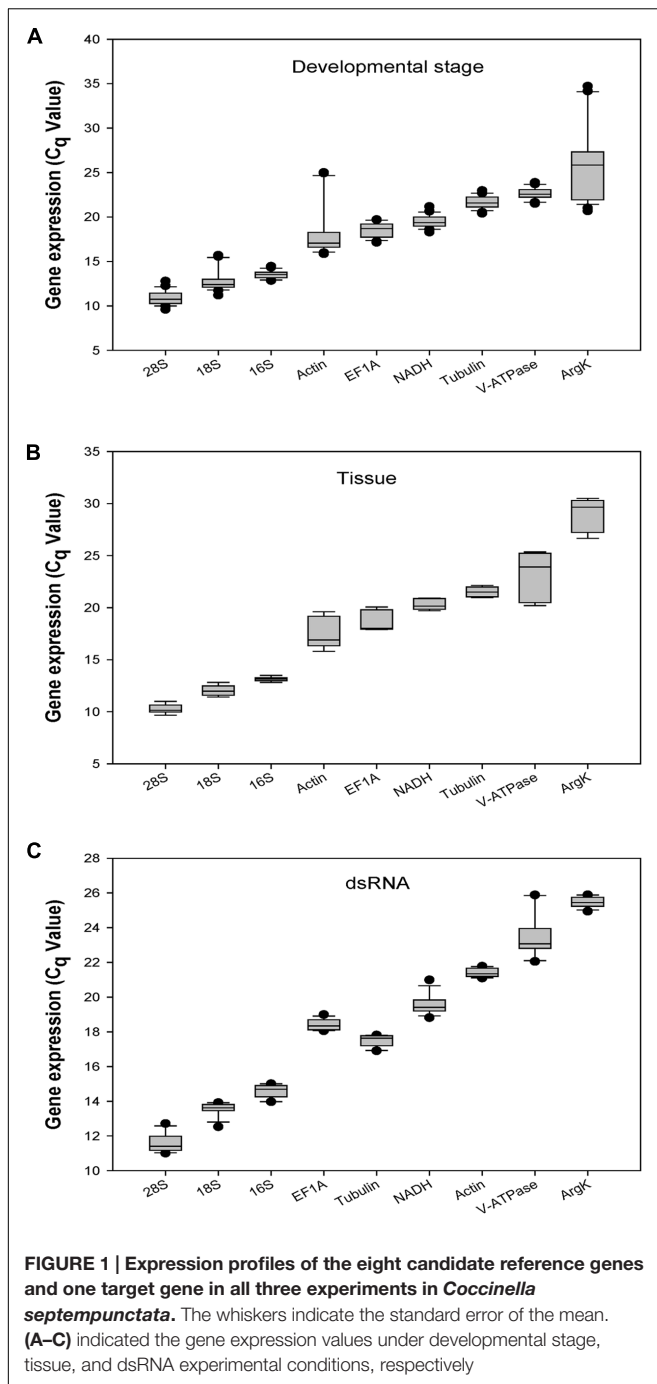 A
Developmental stage
Gene expression (Cq Value)
40
35
30
25
20
15
10
5
28S
18S
16S
Actin
EF1A
NADH
Tubulin
V-ATPase
ArgK
B
Tissue
Gene expression (Cq Value)
35
30
25
20
15
10
5
28S
18S
16S
Actin
EF1A
NADH
Tubulin
V-ATPase
ArgK
C
dsRNA
Gene expression (Cq Value)
28
26
24
22
20
18
16
14
12
10
28S
18S
16S
EF1A
Tubulin
NADH
Actin
V-ATPase
ArgK
FIGURE 1 | Expression profiles of the eight candidate reference genes
and one target gene in all three experiments in Coccinella
septempunctata. The whiskers indicate the standard error of the mean.
(A–C) indicated the gene expression values under developmental stage,
tissue, and dsRNA experimental conditions, respectively